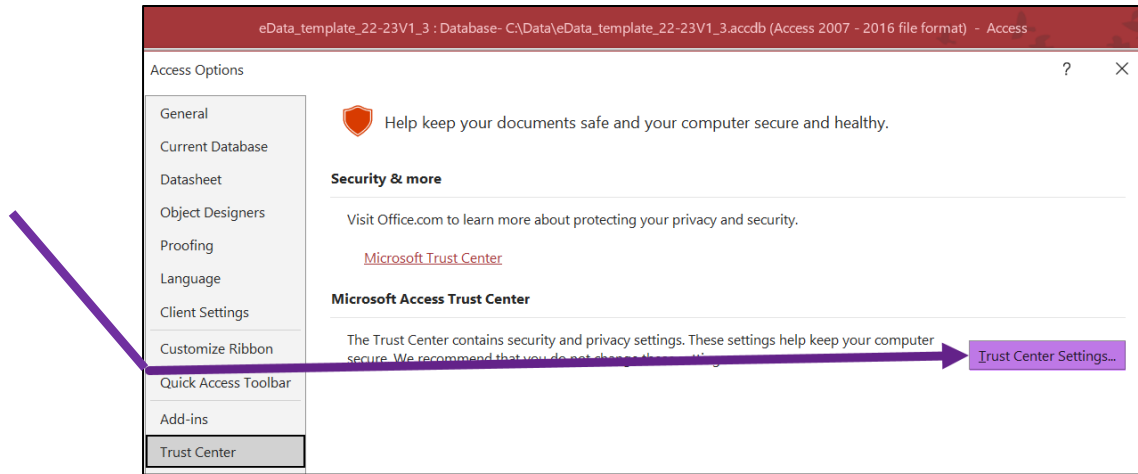 eData_template_22-23V1_3 : Database- C:\Data\eData_template_22-23V1_3.accdb (Access 2007 - 2016 file format) - Access
Access Options
?
General
Current Database
Datasheet
Object Designers
Proofing
Language
Client Settings
Customize Ribbon
Quick Access Toolbar
Add-ins
Trust Center
Help keep your documents safe and your computer secure and healthy.
Security & more
Visit Office.com to learn more about protecting your privacy and security.
Microsoft Trust Center
Microsoft Access Trust Center
The Trust Center contains security and privacy settings. These settings help keep your computer
secure. We recommend that you do not change these settings.
Trust Center Settings...